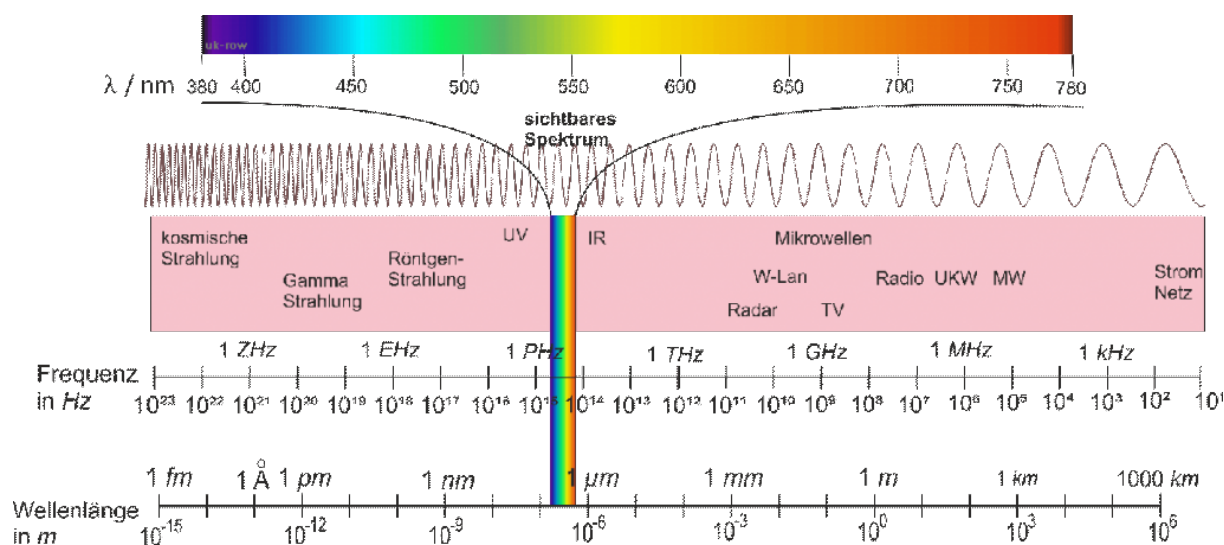 uk-row
λ / nm 380 400 450 500 550 600 650 700 750 780
sichtbares
Spektrum
kosmische
Strahlung
Gamma
Strahlung
Röntgen-
Strahlung
UV
IR
Mikrowellen
W-Lan
Radar
TV
Radio UKW MW
Strom
Netz
1 ZHz 1 EHz 1 PHz 1 THz 1 GHz 1 MHz 1 kHz
Frequenz
in Hz
10²³ 10²² 10²¹ 10²⁰ 10¹⁹ 10¹⁸ 10¹⁷ 10¹⁶ 10¹⁵ 10¹⁴ 10¹³ 10¹² 10¹¹ 10¹⁰ 10⁹ 10⁸ 10⁷ 10⁶ 10⁵ 10⁴ 10³ 10² 10¹
1 fm 1 Å 1 pm 1 nm 1 µm 1 mm 1 m 1 km 1000 km
Wellenlänge
in m
10⁻¹⁵ 10⁻¹² 10⁻⁹ 10⁻⁶ 10⁻³ 10⁰ 10³ 10⁶